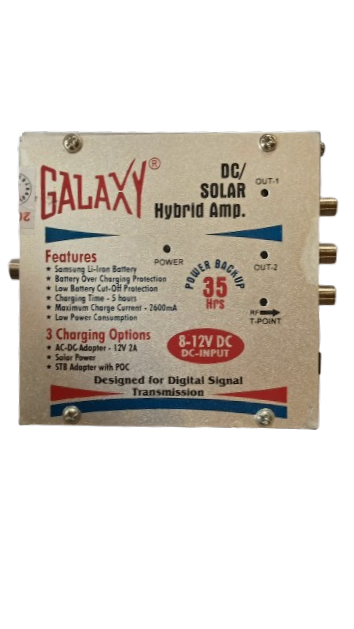 GALAXY®
DC/
SOLAR
Hybrid Amp.
OUT-1
Features
★ Samsung Li-Iron Battery
★ Battery Over Charging Protection
★ Low Battery Cut-Off Protection
★ Charging Time - 5 hours
★ Maximum Charge Current - 2600mA
★ Low Power Consumption
POWER
POWER BACKUP
35
Hrs
OUT-2
RF
T-POINT
3 Charging Options
★ AC-DC Adapter - 12V 2A
★ Solar Power
★ STB Adapter with POC
8-12V DC
DC-INPUT
Designed for Digital Signal
Transmission